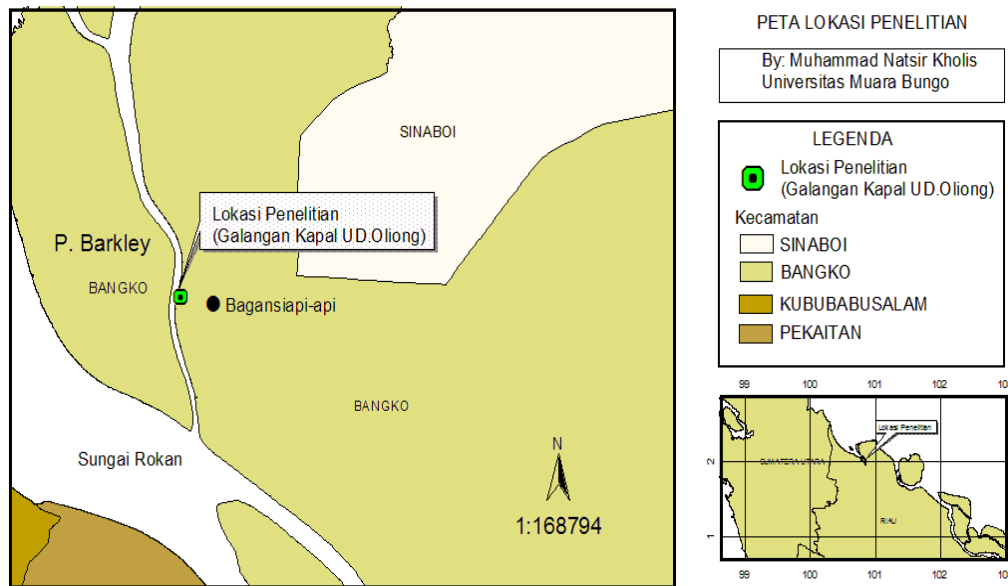 PETA LOKASI PENELITIAN
By: Muhammad Natsir Kholis
Universitas Muara Bungo
SINABOI
Lokasi Penelitian
(Galangan Kapal UD.Oliong)
P. Barkley
BANGKO
Bagansiapi-api
BANGKO
Sungai Rokan
N
1:168794
LEGENDA
Lokasi Penelitian
(Galangan Kapal UD.Oliong)
Kecamatan
SINABOI
BANGKO
KUBUBABUSALAM
PEKAITAN
99 100 101 102
Lokasi Penelitian
2
SUMATERA UTARA
RIAU
1
99 100 101 102